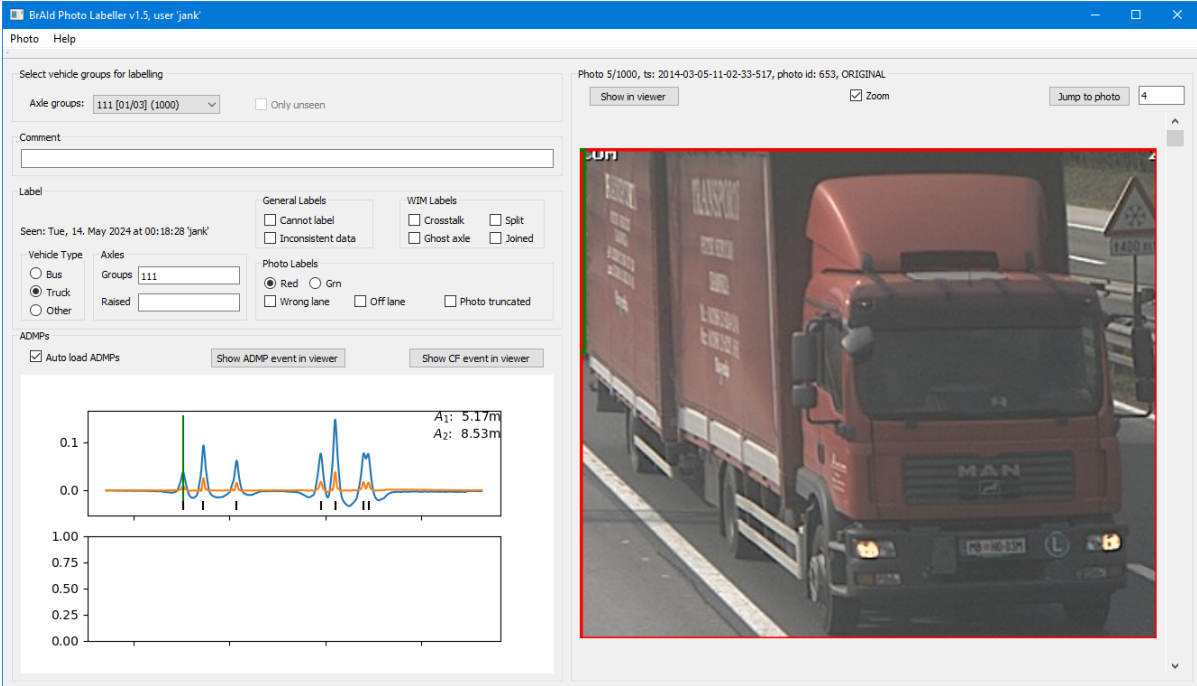 BrAId Photo Labeller v1.5, user 'jank'
Photo Help
Select vehicle groups for labelling
Axle groups: 111 [01/03] (1000)
Only unseen
Comment
Label
Seen: Tue, 14. May 2024 at 00:18:28 'jank'
General Labels
Cannot label
Inconsistent data
WIM Labels
Crosstalk Split
Ghost axle Joined
Vehicle Type
Bus
Truck
Other
Axles
Groups 111
Raised
Photo Labels
Red Grn
Wrong lane Off lane Photo truncated
ADMPs
Auto load ADMPs
Show ADMP event in viewer
Show CF event in viewer
A1: 5.17m
A2: 8.53m
0.1
0.0
1.00
0.75
0.50
0.25
0.00
Photo 5/1000, ts: 2014-03-05-11-02-33-517, photo id: 653, ORIGINAL
Show in viewer
Zoom
Jump to photo 4
TRANSPORT
TRANSPORT
MAN
L